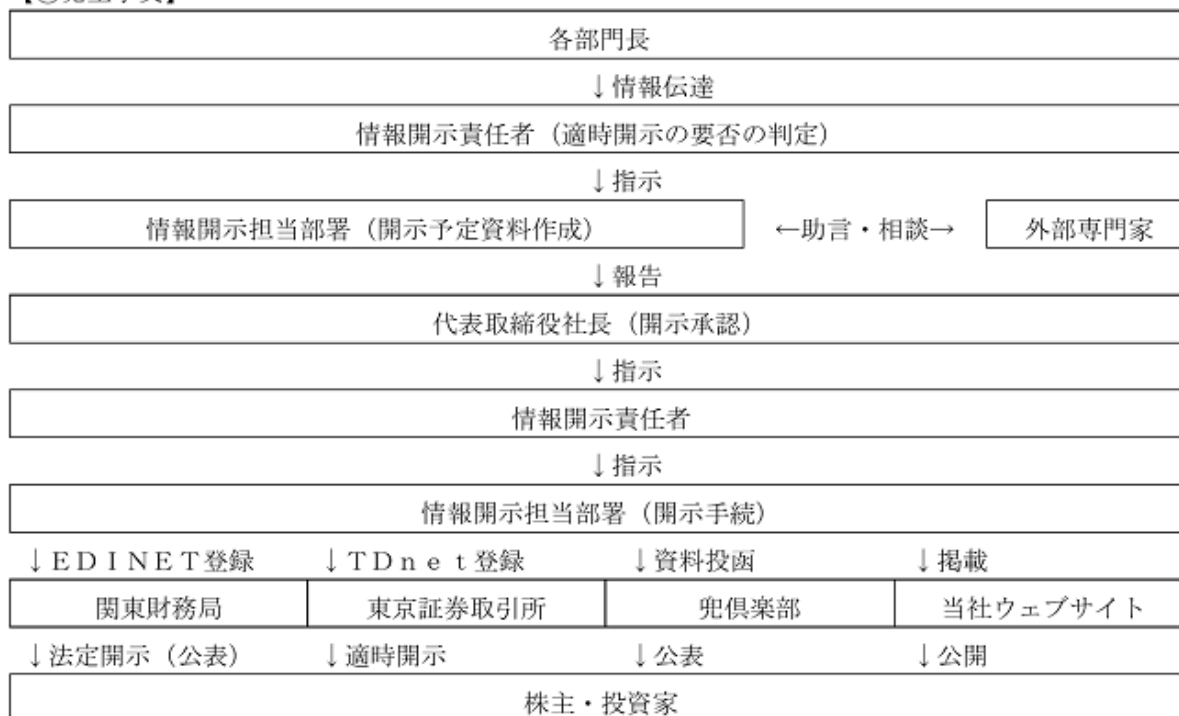 各部門長
↓情報伝達
情報開示責任者（適時開示の要否の判定）
↓指示
情報開示担当部署（開示予定資料作成） ←助言・相談→ 外部専門家
↓報告
代表取締役社長（開示承認）
↓指示
情報開示責任者
↓指示
情報開示担当部署（開示手続）
↓ＥＤＩＮＥＴ登録 ↓ＴＤｎｅｔ登録 ↓資料投函 ↓掲載
関東財務局 東京証券取引所 兜倶楽部 当社ウェブサイト
↓法定開示（公表） ↓適時開示 ↓公表 ↓公開
株主・投資家